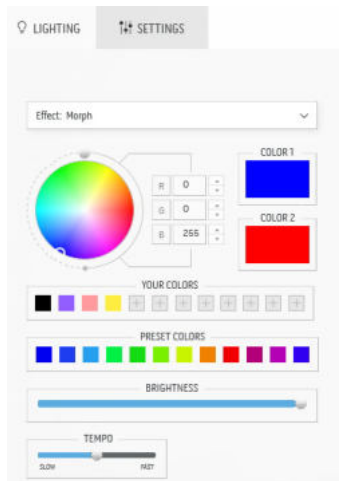 LIGHTING
SETTINGS
Effect: Morph
COLOR 1
R 0
G 0
B 255
COLOR 2
YOUR COLORS
PRESET COLORS
BRIGHTNESS
TEMPO
SLOW FAST